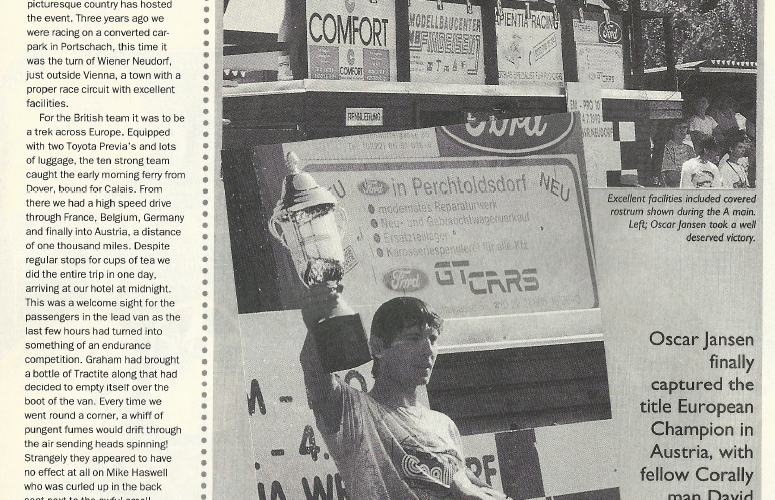 picturesque country has hosted
the event. Three years ago we
were racing on a converted car-
park in Portschach, this time it
was the turn of Wiener Neudorf,
just outside Vienna, a town with a
proper race circuit with excellent
facilities.
For the British team it was to be
a trek across Europe. Equipped
with two Toyota Previa's and lots
of luggage, the ten strong team
caught the early morning ferry from
Dover, bound for Calais. From
there we had a high speed drive
through France, Belgium, Germany
and finally into Austria, a distance
of one thousand miles. Despite
regular stops for cups of tea we
did the entire trip in one day,
arriving at our hotel at midnight.
This was a welcome sight for the
passengers in the lead van as the
last few hours had turned into
something of an endurance
competition. Graham had brought
a bottle of Tractite along that had
decided to empty itself over the
boot of the van. Every time we
went round a corner, a whiff of
pungent fumes would drift through
the air sending heads spinning!
Strangely they appeared to have
no effect at all on Mike Haswell
who was curled up in the back
COMFORT
COMFORT
MODELLBAUCENTER
RACING
Ford
RENNLEITUNG
Ford
NEU
Ford in Perchtoldsdorf
NEU
modernstes Reparaturwerk
Neu- und Gebrauchtwagenverkauf
Ersatzteillager
Karosseriespenglerei für alle Kfz
Ford GT CARS
Excellent facilities included covered
rostrum shown during the A main.
Left; Oscar Jansen took a well
deserved victory.
Oscar Jansen
finally
captured the
title European
Champion in
Austria, with
fellow Corally
man David